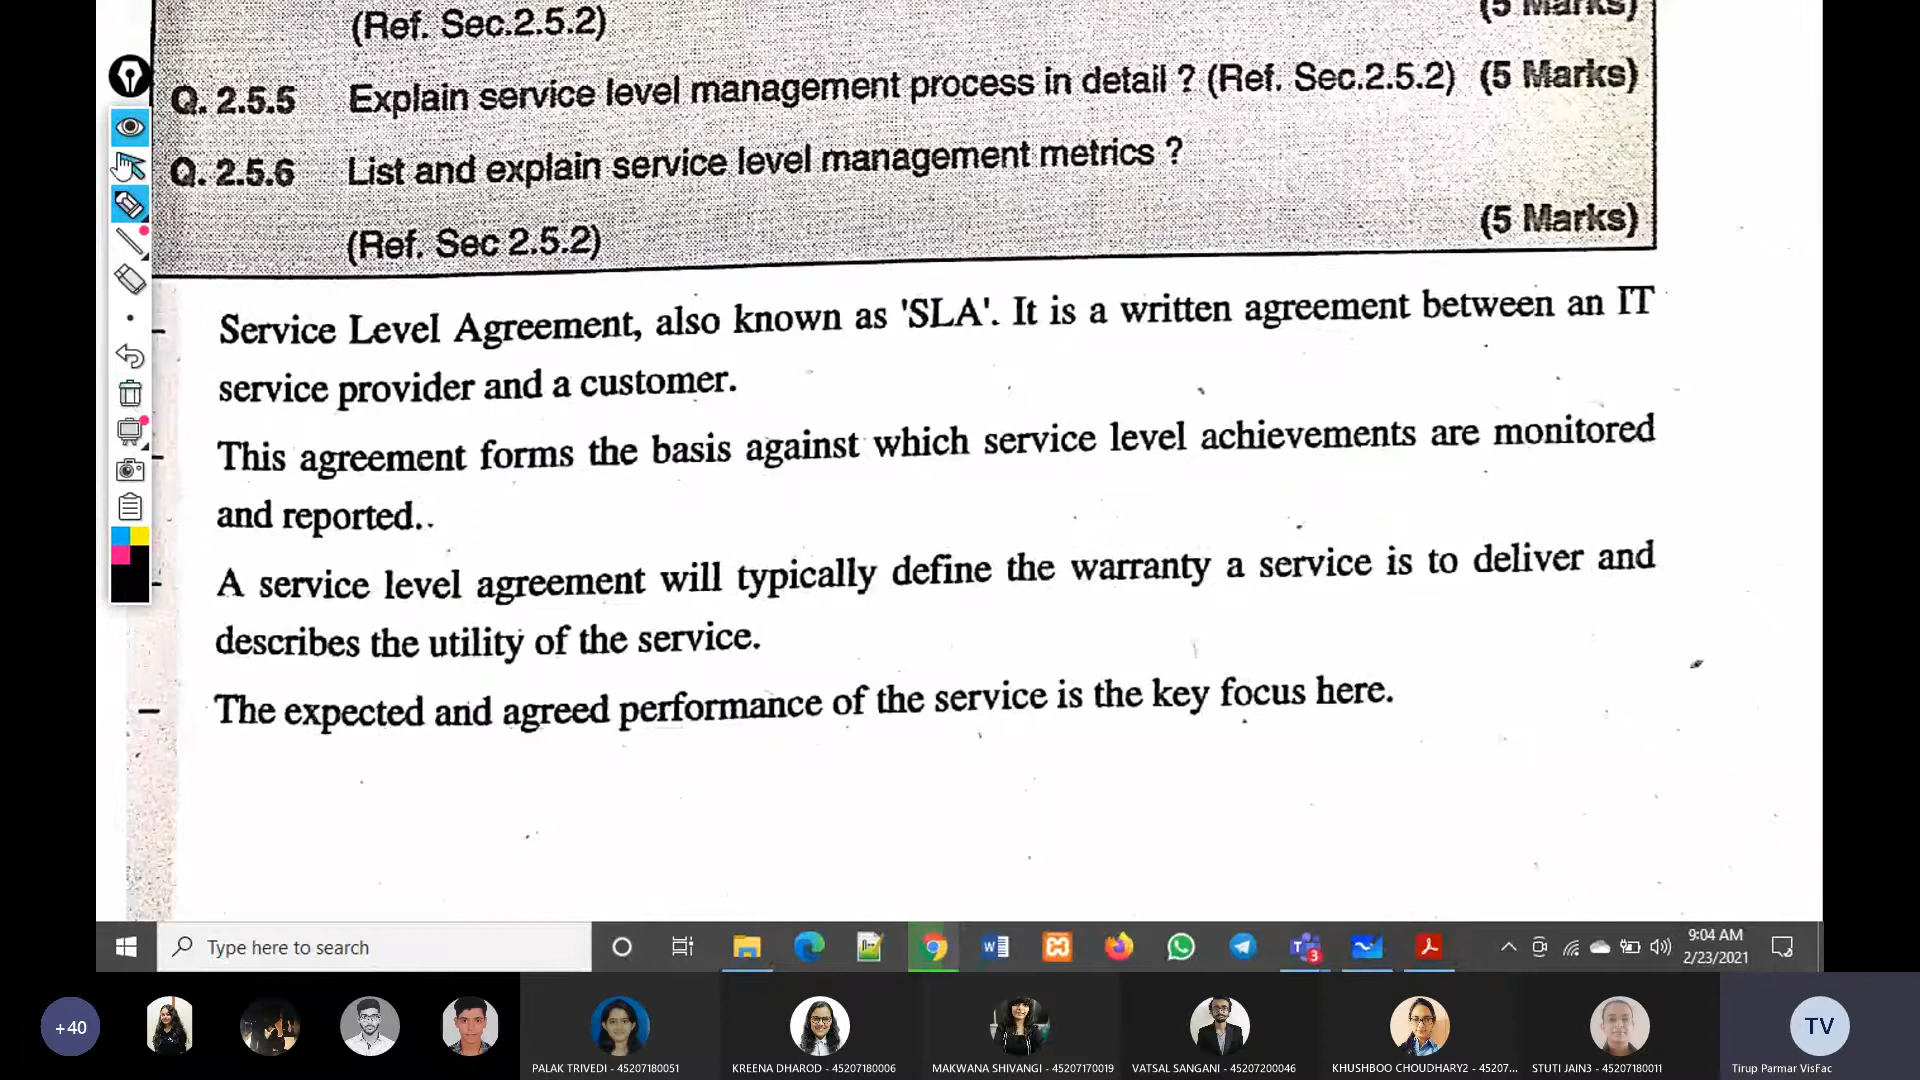 (Ref. Sec.2.5.2)
(5 Marks)
Q. 2.5.5 Explain service level management process in detail ? (Ref. Sec.2.5.2) (5 Marks)
Q. 2.5.6 List and explain service level management metrics ?
(Ref. Sec 2.5.2)
(5 Marks)
Service Level Agreement, also known as 'SLA'. It is a written agreement between an IT
service provider and a customer.
This agreement forms the basis against which service level achievements are monitored
and reported..
A service level agreement will typically define the warranty a service is to deliver and
describes the utility of the service.
The expected and agreed performance of the service is the key focus here.
Type here to search
3
9:04 AM
2/23/2021
+40
TV
PALAK TRIVEDI - 45207180051
KREENA DHAROD - 45207180006
MAKWANA SHIVANGI - 45207170019
VATSAL SANGANI - 45207200046
KHUSHBOO CHOUDHARY2 - 45207...
STUTI JAIN3 - 45207180011
Tirup Parmar VisFac